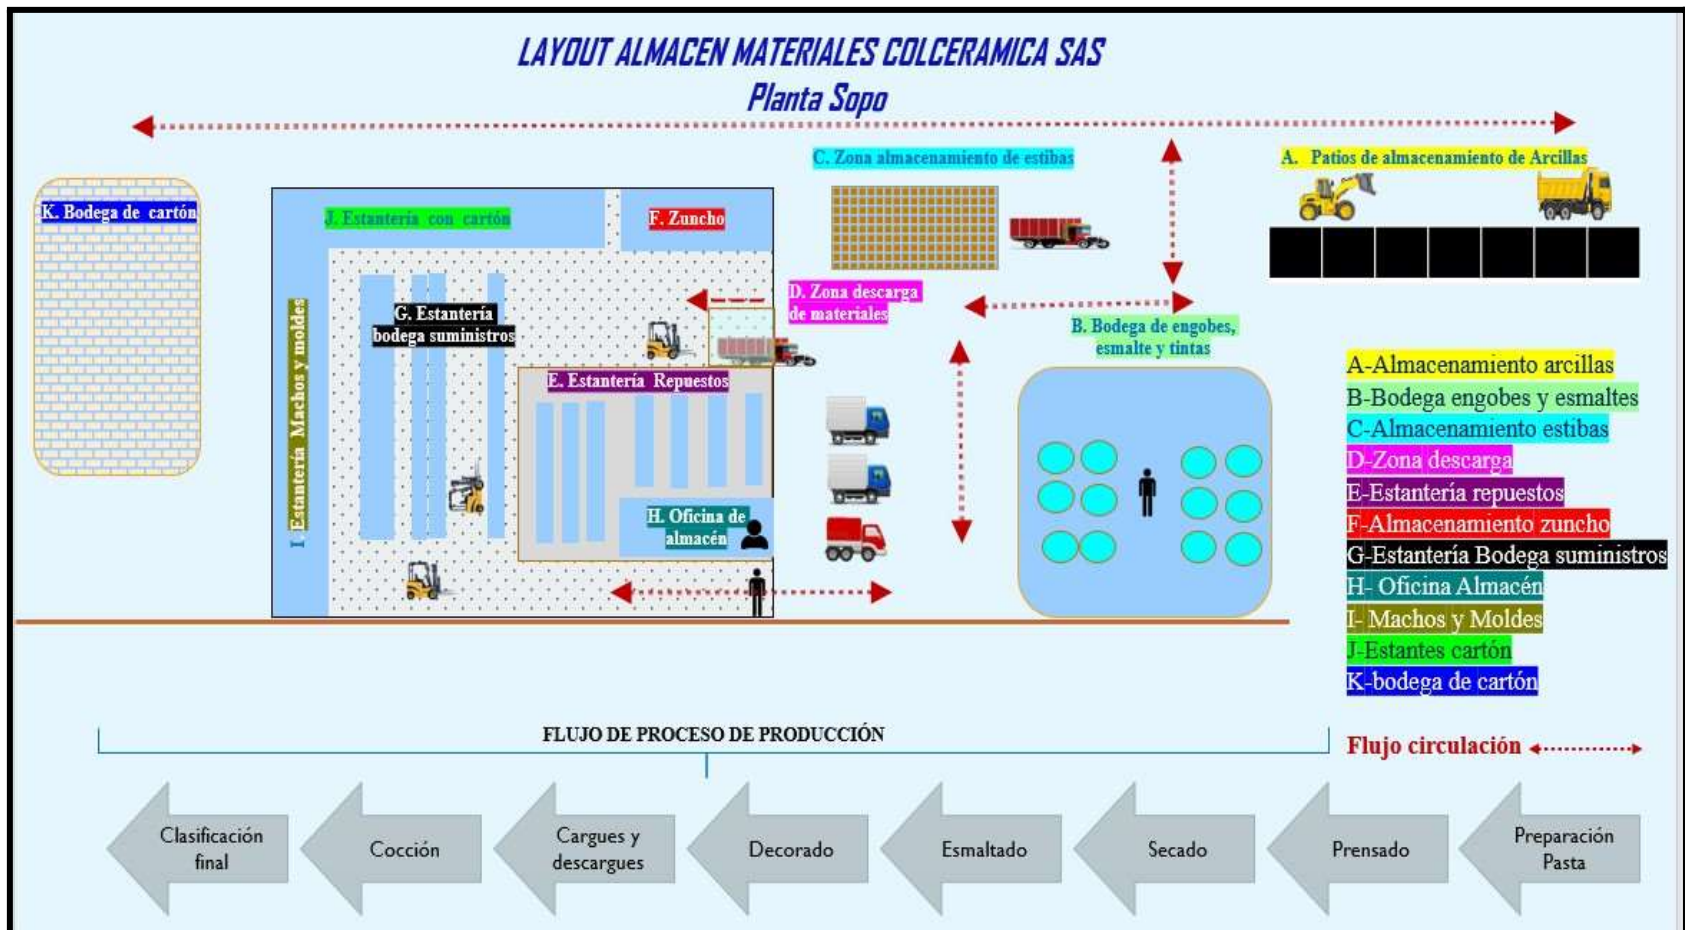 LAYOUT ALMACEN MATERIALES COLCERAMICA SAS
Planta Sopo
C. Zona almacenamiento de estibas
A. Patios de almacenamiento de Arcillas
K. Bodega de cartón
J. Estantería con cartón
F. Zuncho
D. Zona descarga
de materiales
G. Estantería
bodega suministros
B. Bodega de engobes,
esmalte y tintas
I. Estantería Machos y moldes
E. Estantería Repuestos
H. Oficina de
almacén
A-Almacenamiento arcillas
B-Bodega engobes y esmaltes
C-Almacenamiento estibas
D-Zona descarga
E-Estantería repuestos
F-Almacenamiento zuncho
G-Estantería Bodega suministros
H- Oficina Almacén
I- Machos y Moldes
J-Estantes cartón
K-bodega de cartón
Flujo circulación
FLUJO DE PROCESO DE PRODUCCIÓN
Clasificación
final
Cocción
Cargues y
descargues
Decorado
Esmaltado
Secado
Prensado
Preparación
Pasta